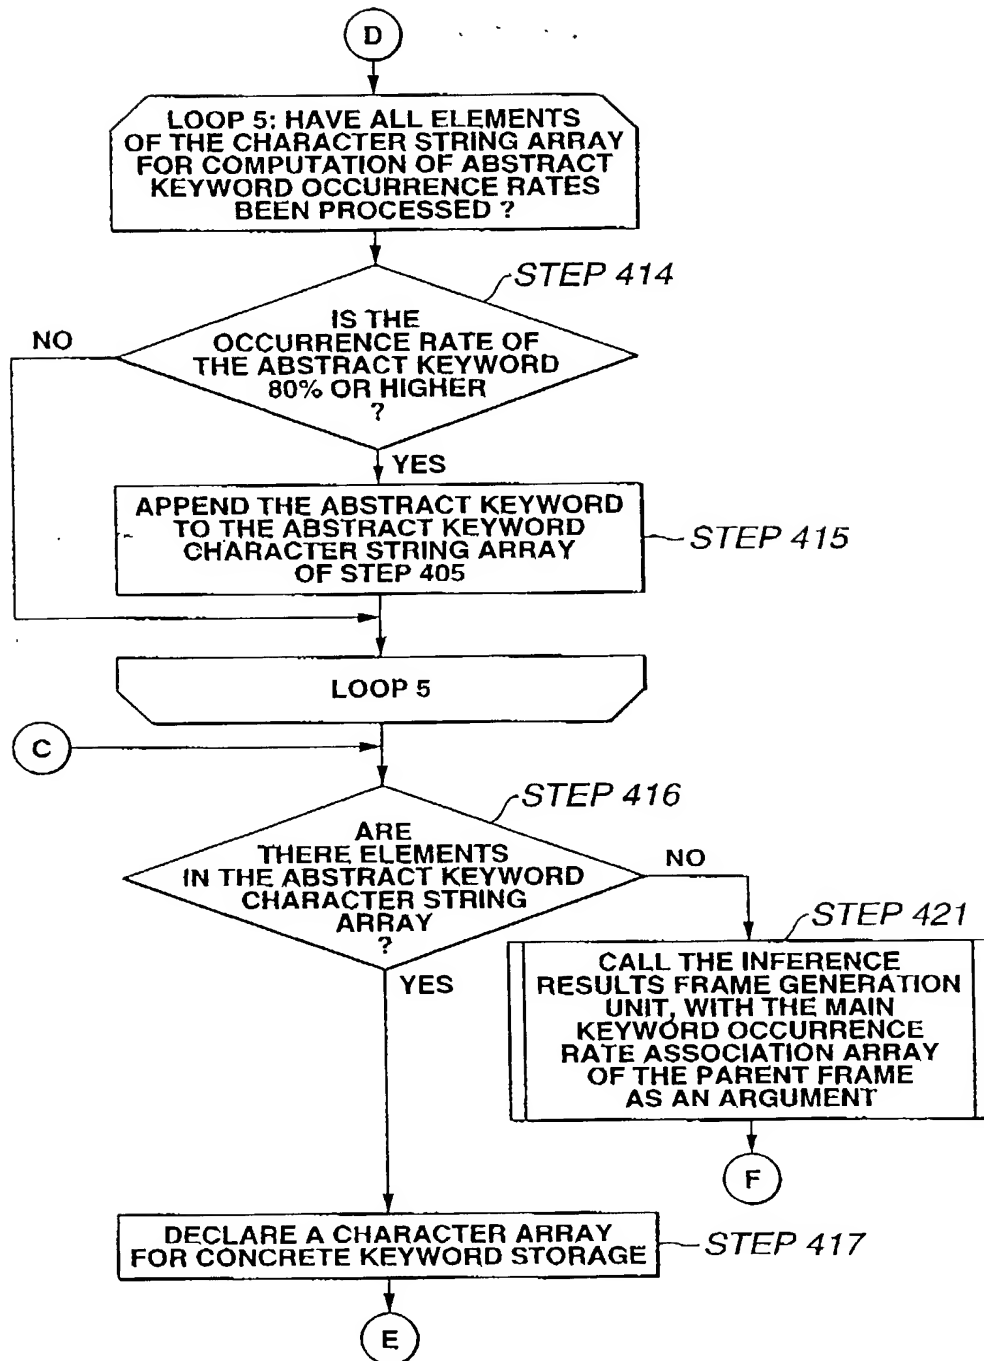 D
LOOP 5: HAVE ALL ELEMENTS
OF THE CHARACTER STRING ARRAY
FOR COMPUTATION OF ABSTRACT
KEYWORD OCCURRENCE RATES
BEEN PROCESSED ?
STEP 414
IS THE
OCCURRENCE RATE OF
THE ABSTRACT KEYWORD
80% OR HIGHER
?
NO
YES
APPEND THE ABSTRACT KEYWORD
TO THE ABSTRACT KEYWORD
CHARACTER STRING ARRAY
OF STEP 405
STEP 415
LOOP 5
C
STEP 416
ARE
THERE ELEMENTS
IN THE ABSTRACT KEYWORD
CHARACTER STRING
ARRAY
?
NO
YES
STEP 421
CALL THE INFERENCE
RESULTS FRAME GENERATION
UNIT, WITH THE MAIN
KEYWORD OCCURRENCE
RATE ASSOCIATION ARRAY
OF THE PARENT FRAME
AS AN ARGUMENT
F
DECLARE A CHARACTER ARRAY
FOR CONCRETE KEYWORD STORAGE
STEP 417
E